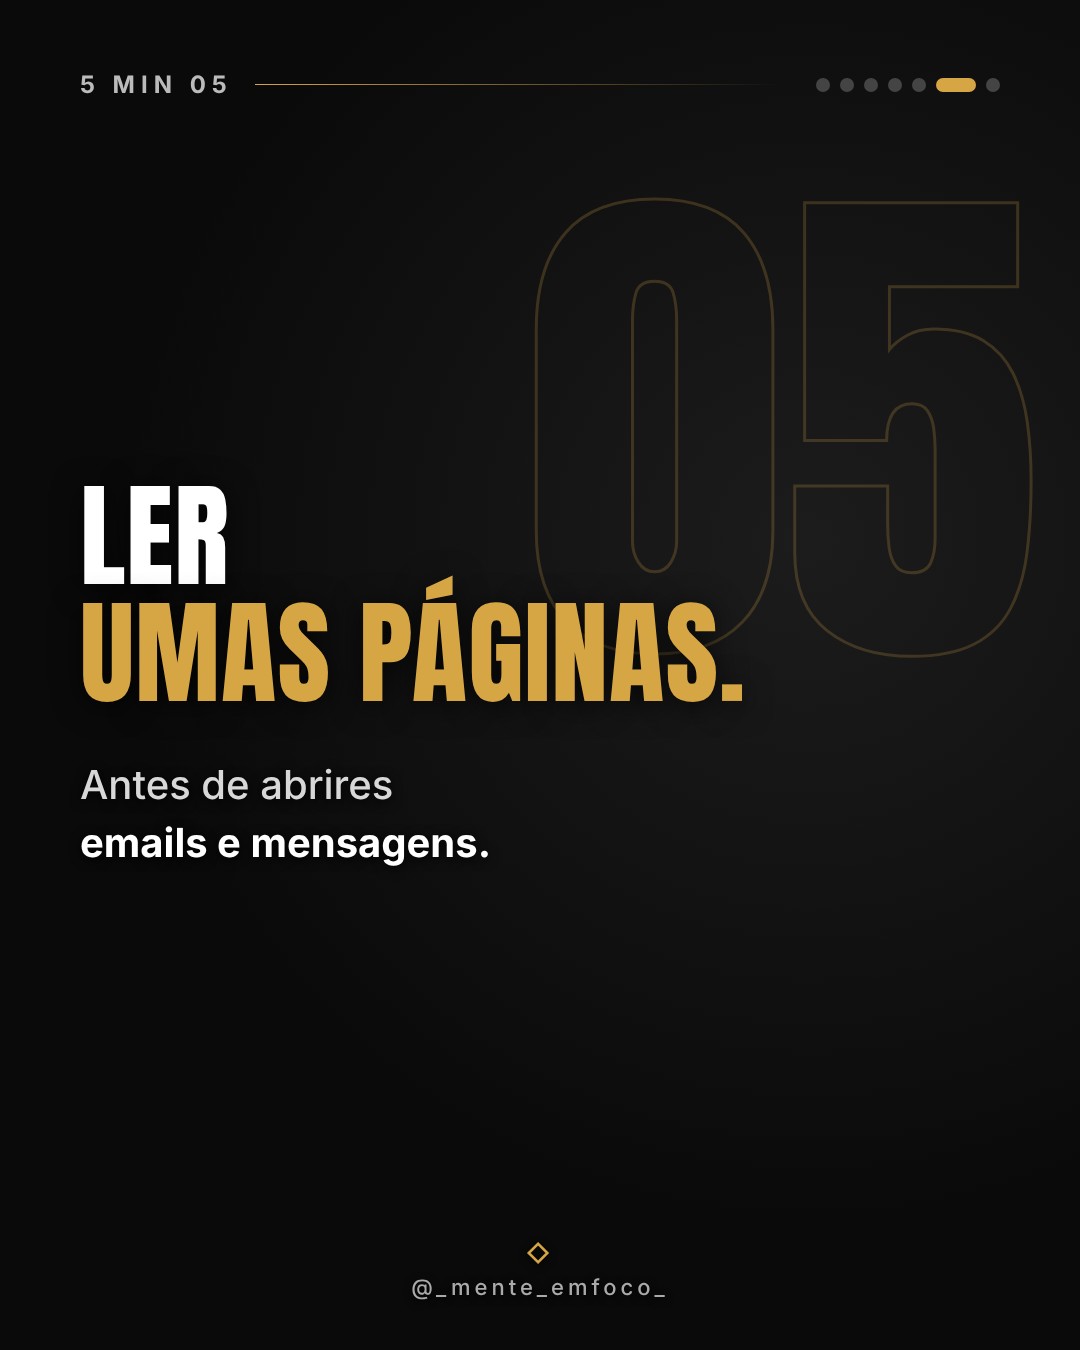 5 MIN 05
05
LER
UMAS PÁGINAS.
Antes de abrires
emails e mensagens.
@_mente_emfoco_